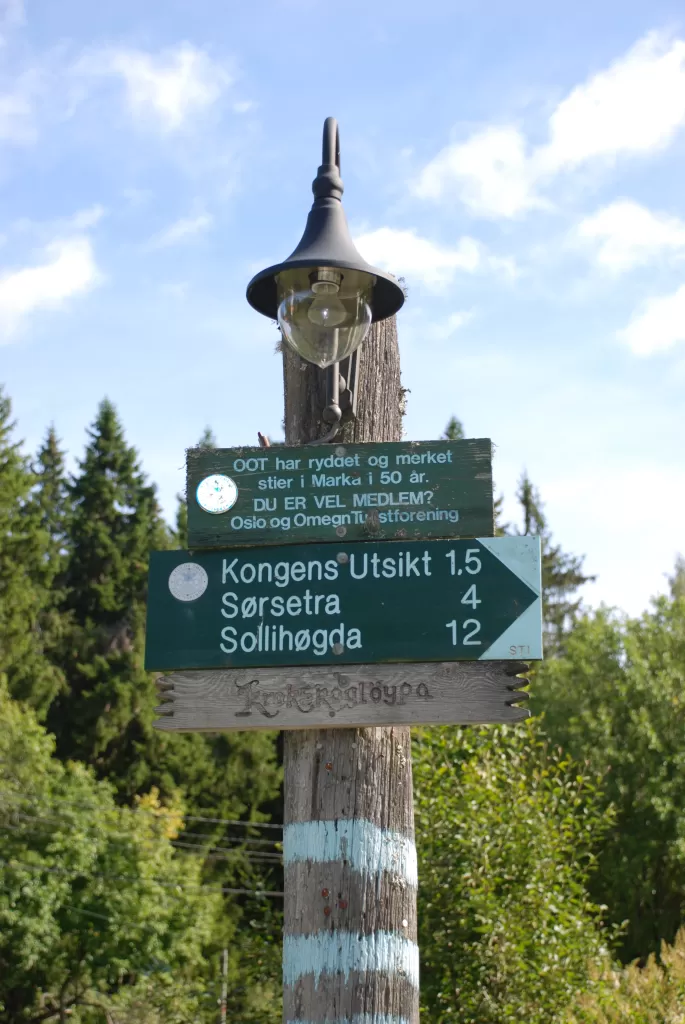 OOT har ryddet og merket
stier i Marka i 50 år.
DU ER VEL MEDLEM?
Oslo og Omegn Turistforening
Kongens Utsikt 1.5
Sørsetra 4
Sollihøgda 12
STI
Krokskogløypa